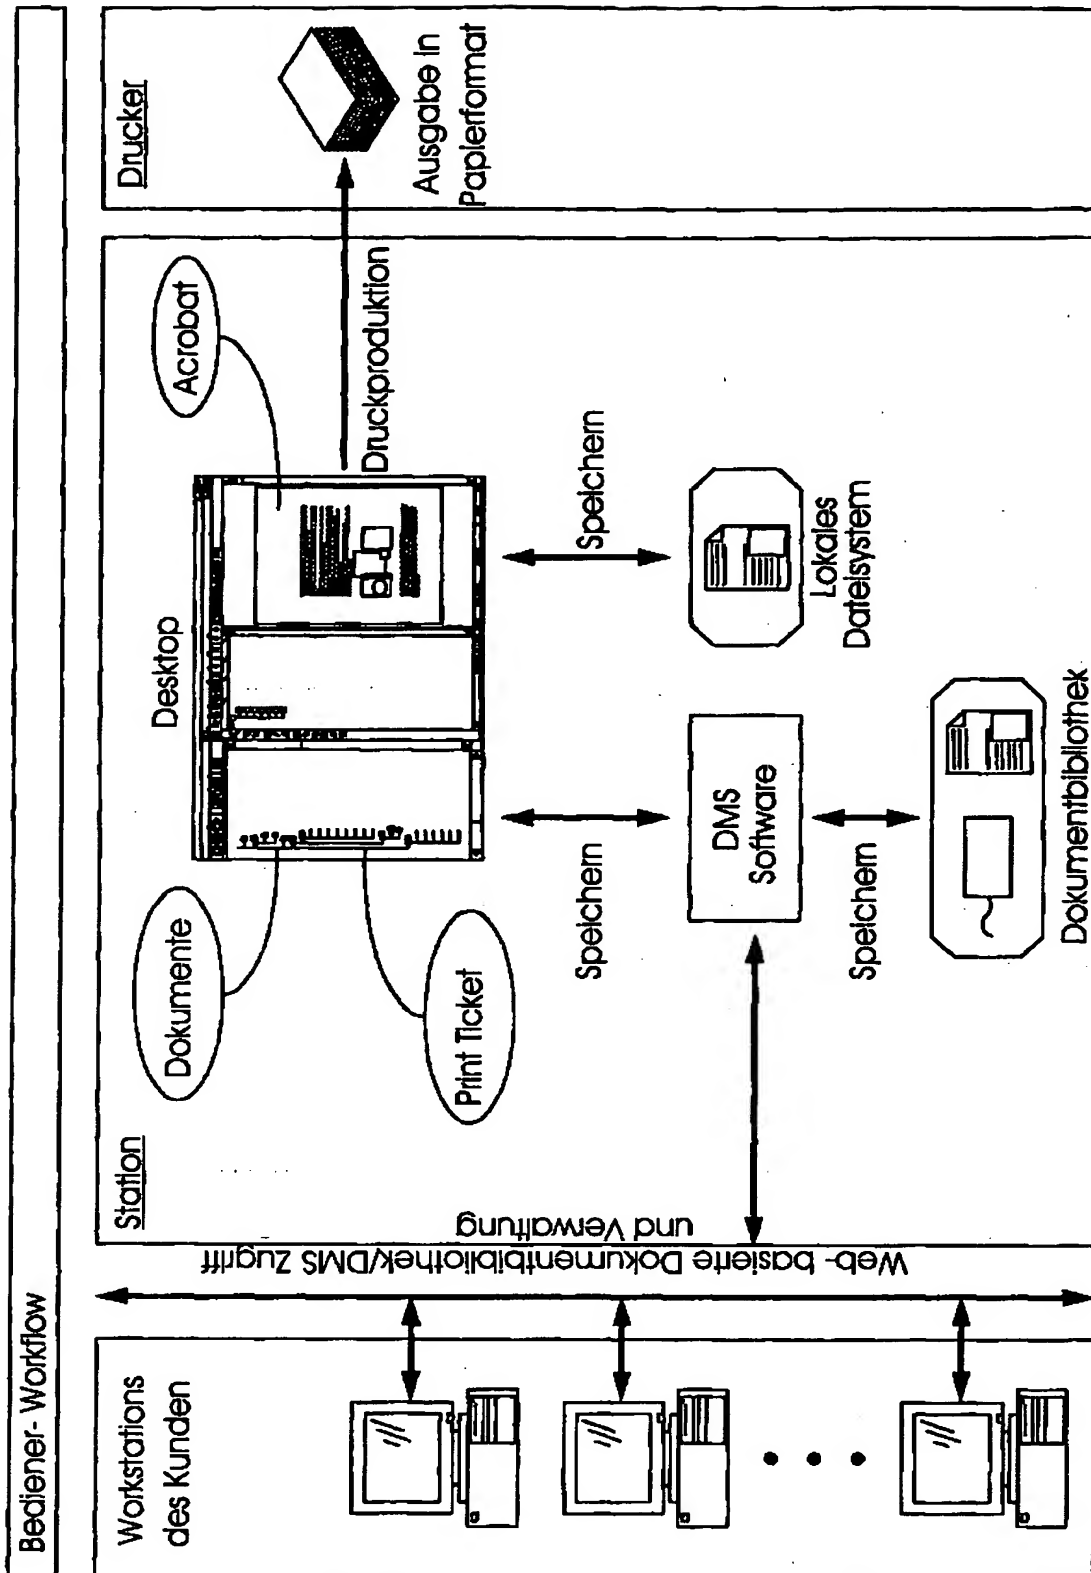 Bediener-Workflow
Workstations
des Kunden
Web-basierte Dokumentbibliothek/DMS Zugriff
und Verwaltung
Station
Dokumente
Print Ticket
Desktop
Acrobat
Speichern
Speichern
DMS
Software
Speichern
Dokumentbibliothek
Lokales
Dateisystem
Druckproduktion
Drucker
Ausgabe in
Papierformat